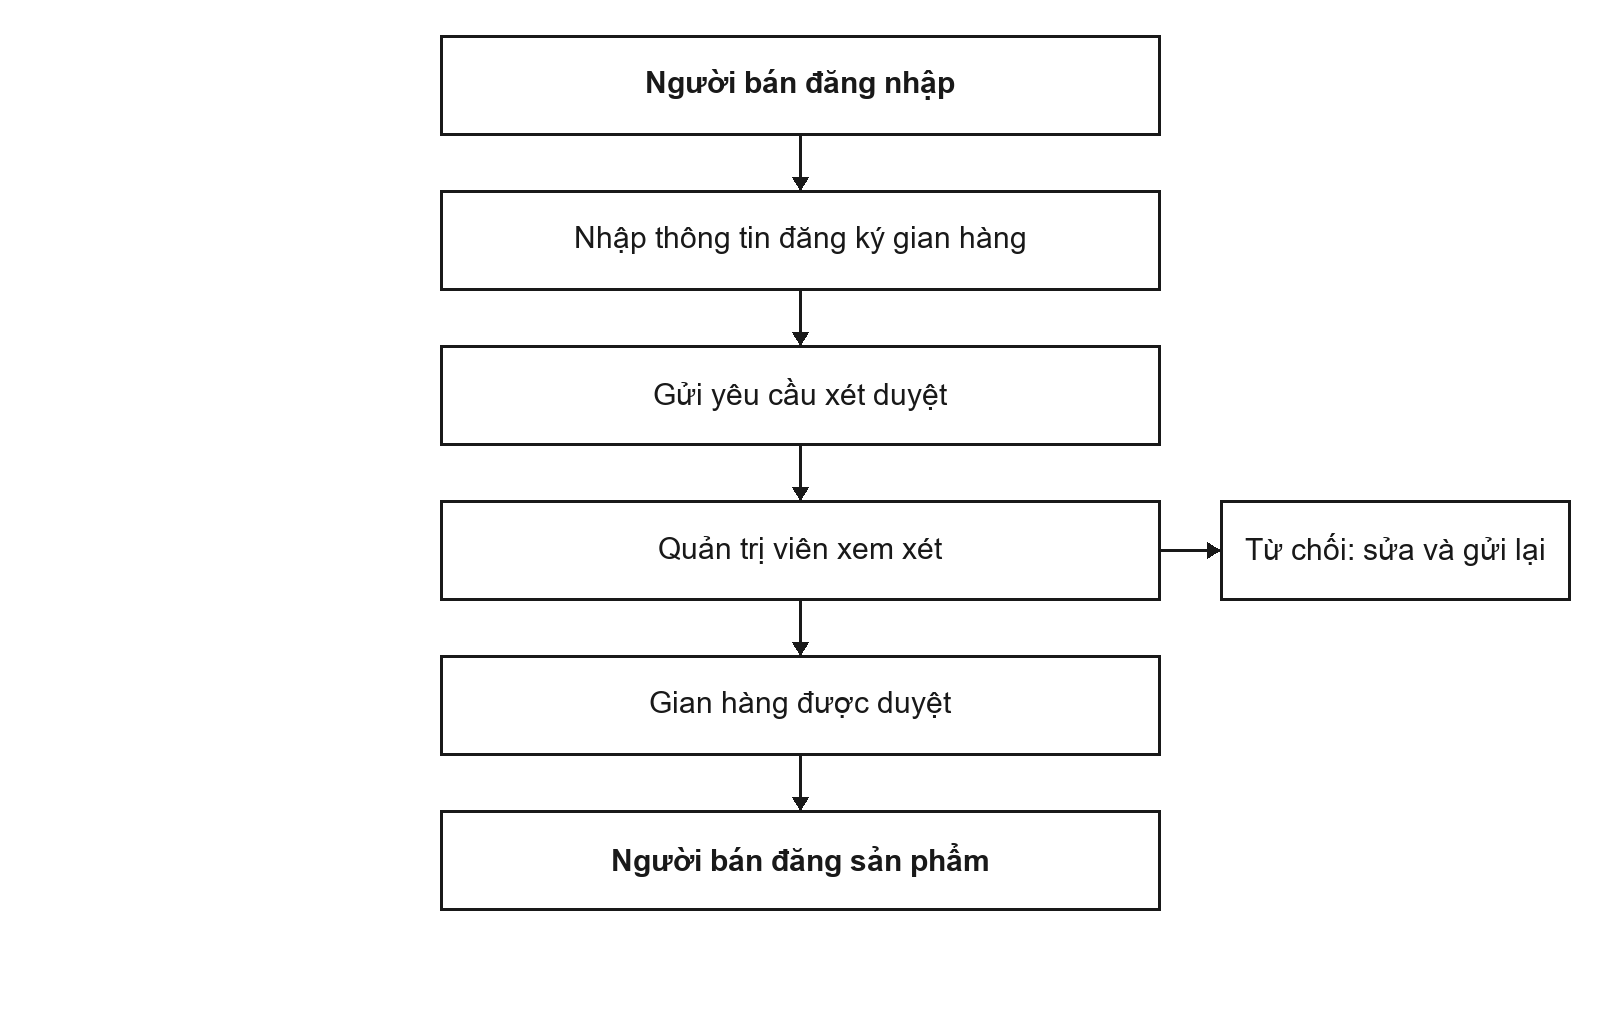 Người bán đăng nhập
Nhập thông tin đăng ký gian hàng
Gửi yêu cầu xét duyệt
Quản trị viên xem xét
Từ chối: sửa và gửi lại
Gian hàng được duyệt
Người bán đăng sản phẩm